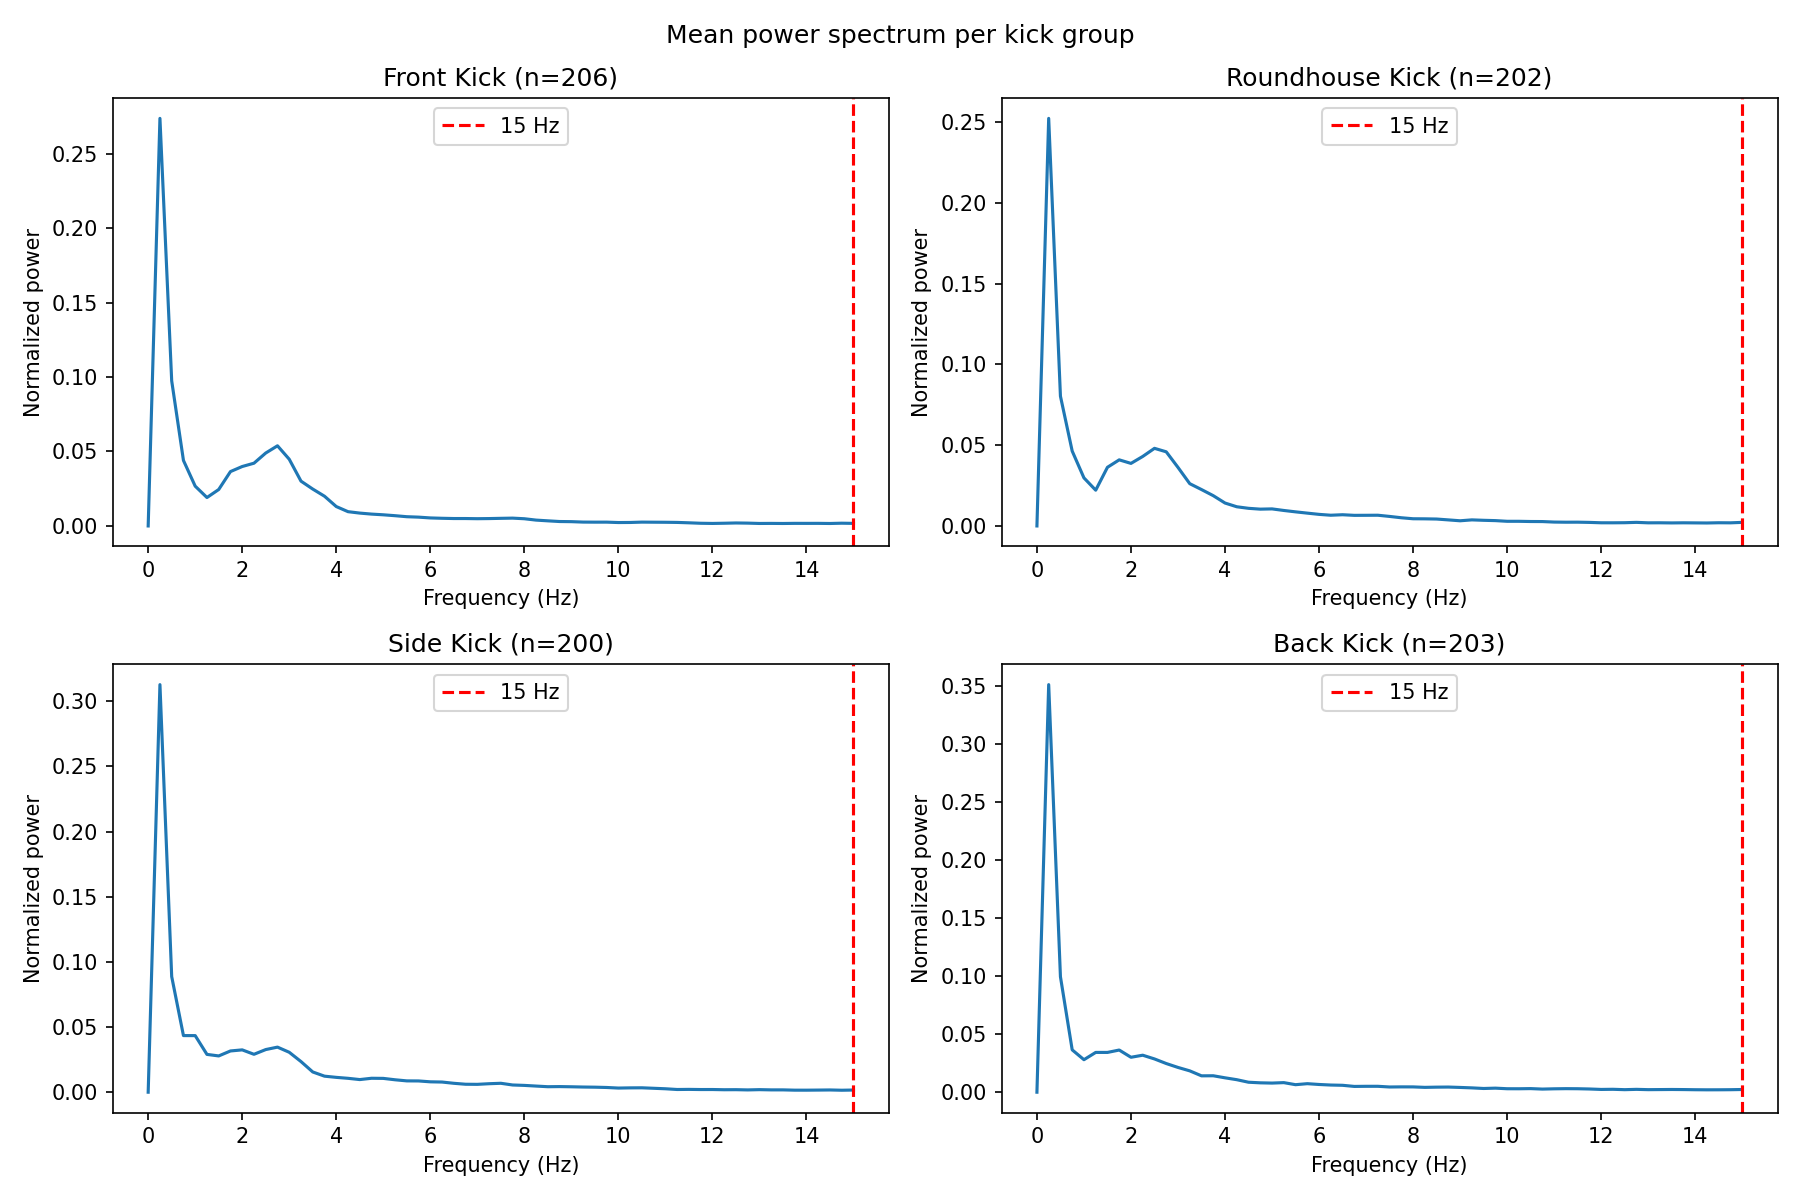 Mean power spectrum per kick group
Front Kick (n=206)
15 Hz
Normalized power
0.25
0.20
0.15
0.10
0.05
0.00
0 2 4 6 8 10 12 14
Frequency (Hz)
Roundhouse Kick (n=202)
15 Hz
Normalized power
0.25
0.20
0.15
0.10
0.05
0.00
0 2 4 6 8 10 12 14
Frequency (Hz)
Side Kick (n=200)
15 Hz
Normalized power
0.30
0.25
0.20
0.15
0.10
0.05
0.00
0 2 4 6 8 10 12 14
Frequency (Hz)
Back Kick (n=203)
15 Hz
Normalized power
0.35
0.30
0.25
0.20
0.15
0.10
0.05
0.00
0 2 4 6 8 10 12 14
Frequency (Hz)